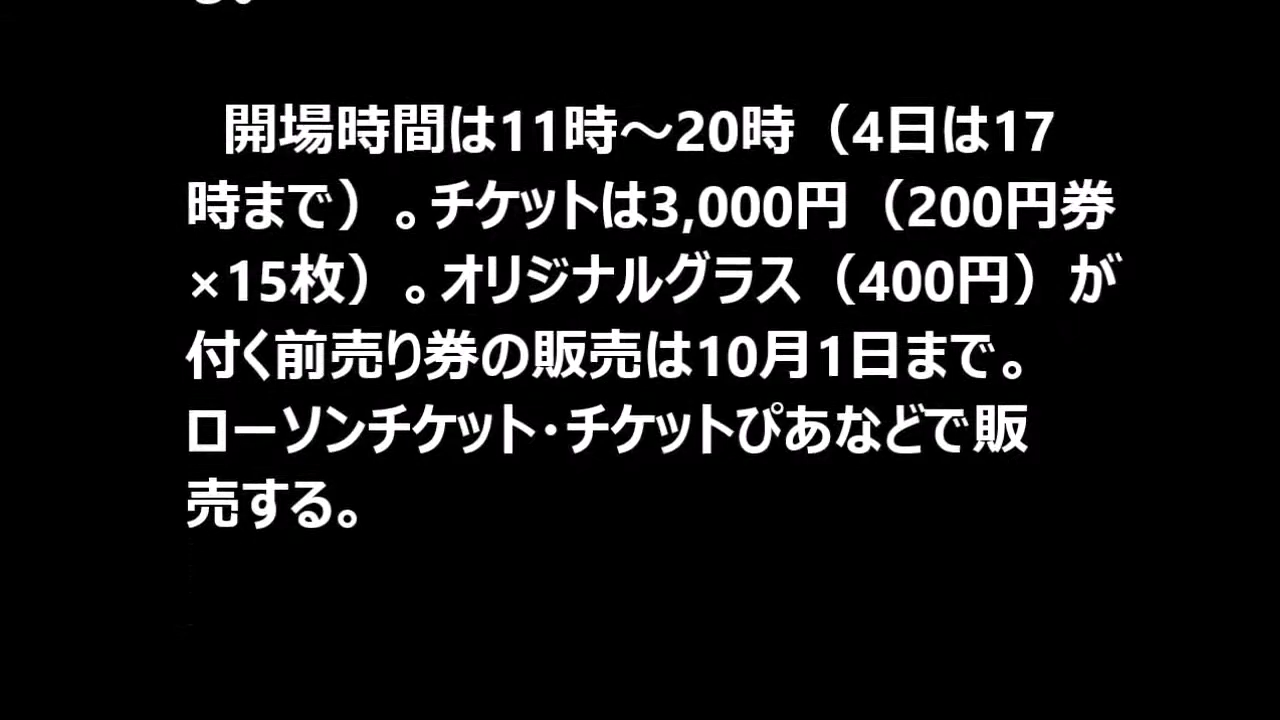 開場時間は11時～20時（4日は17
時まで）。チケットは3,000円（200円券
×15枚）。オリジナルグラス（400円）が
付く前売り券の販売は10月1日まで。
ローソンチケット・チケットぴあなどで販
売する。